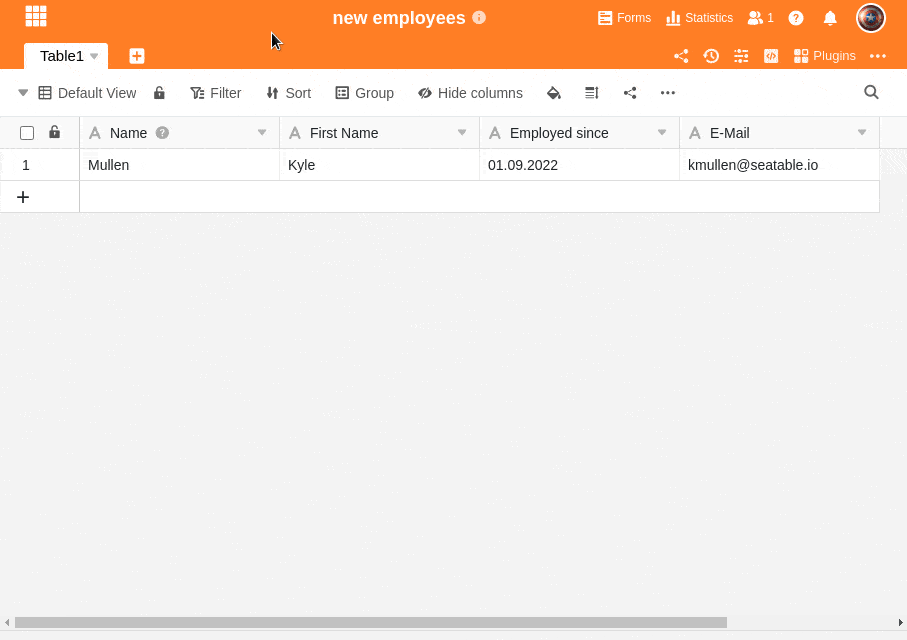 new employees
Forms
Statistics
1
Table1
Plugins
Default View
Filter
Sort
Group
Hide columns
Name
First Name
Employed since
E-Mail
1
Mullen
Kyle
01.09.2022
kmullen@seatable.io